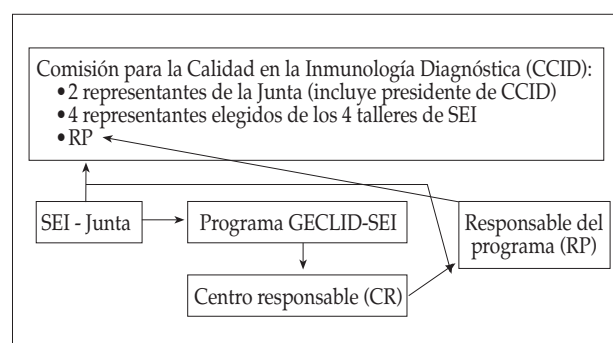 Comisión para la Calidad en la Inmunología Diagnóstica (CCID):
•2 representantes de la Junta (incluye presidente de CCID)
•4 representantes elegidos de los 4 talleres de SEI
•RP
SEI - Junta
Programa GECLID-SEI
Responsable del
programa (RP)
Centro responsable (CR)